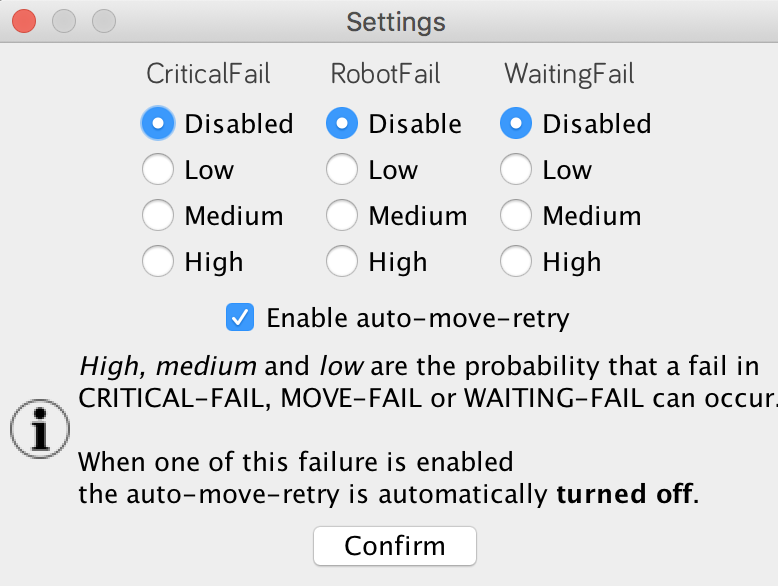 Settings
CriticalFail RobotFail WaitingFail
Disabled Disable Disabled
Low Low Low
Medium Medium Medium
High High High
Enable auto-move-retry
High, medium and low are the probability that a fail in
CRITICAL-FAIL, MOVE-FAIL or WAITING-FAIL can occur.
When one of this failure is enabled
the auto-move-retry is automatically turned off.
Confirm